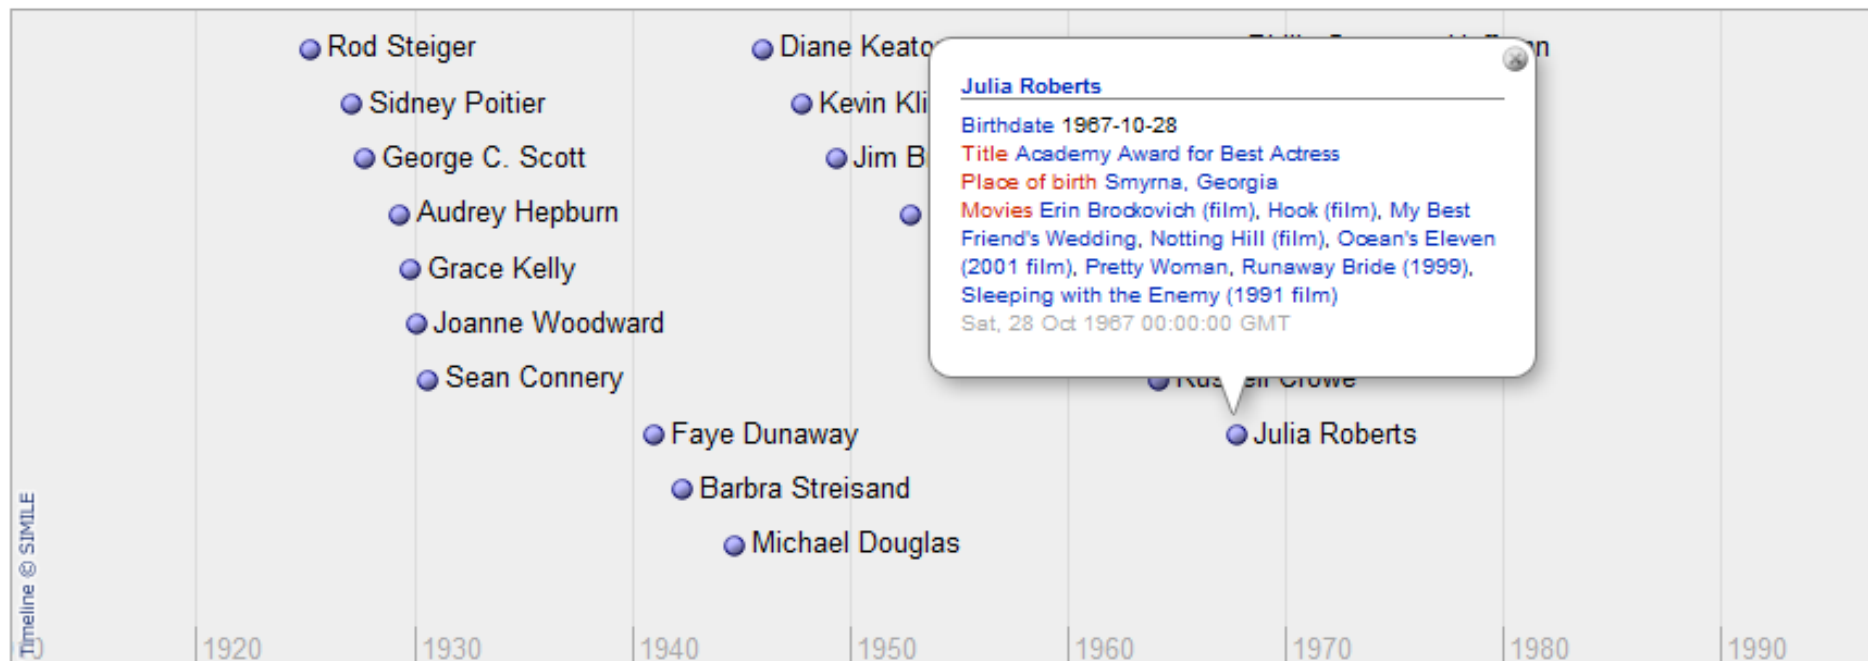 Rod Steiger
Diane Keato
Sidney Poitier
Kevin Kli
George C. Scott
Jim B
Audrey Hepburn
Grace Kelly
Joanne Woodward
Sean Connery
Julia Roberts
Birthdate 1967-10-28
Title Academy Award for Best Actress
Place of birth Smyrna, Georgia
Movies Erin Brockovich (film), Hook (film), My Best
Friend's Wedding, Notting Hill (film), Ocean's Eleven
(2001 film), Pretty Woman, Runaway Bride (1999),
Sleeping with the Enemy (1991 film)
Sat, 28 Oct 1967 00:00:00 GMT
Crowe
Faye Dunaway
Julia Roberts
Barbra Streisand
Michael Douglas
Timeline © SIMILE
1920 1930 1940 1950 1960 1970 1980 1990